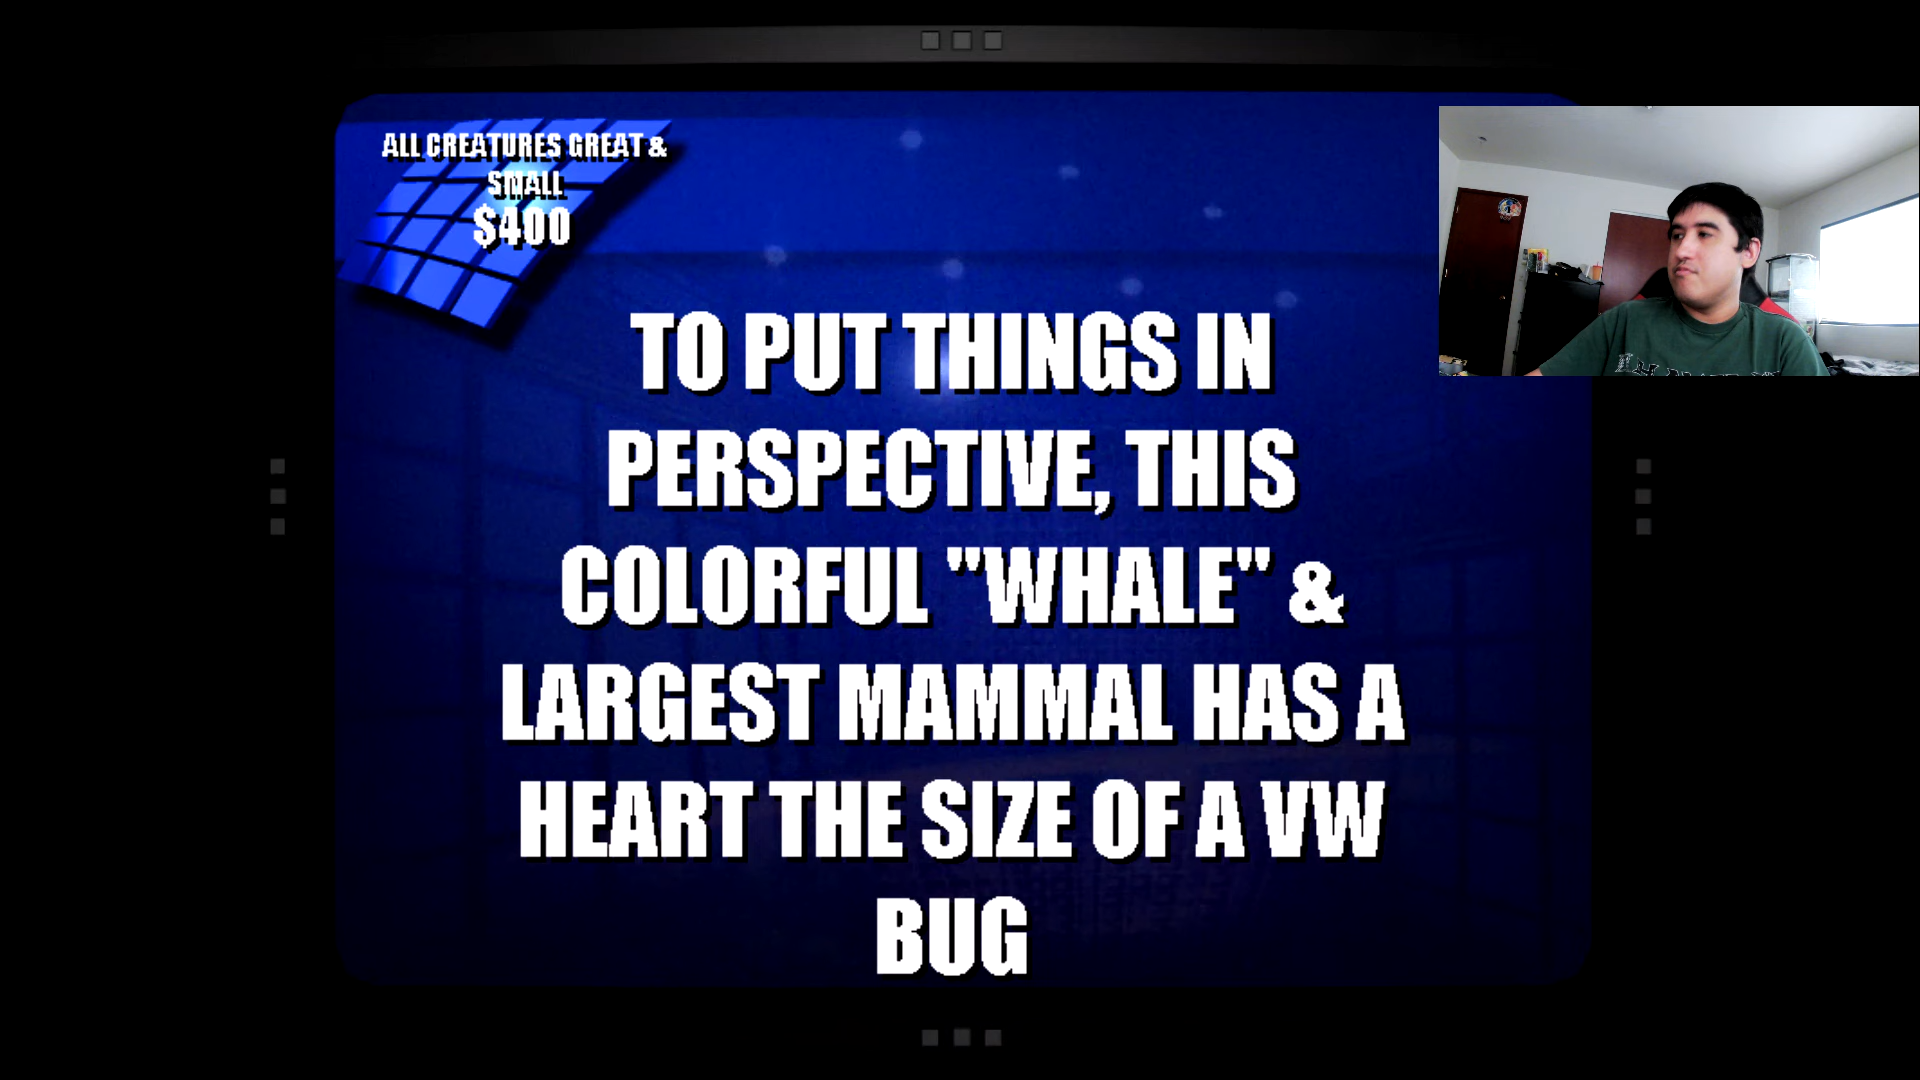 ALL CREATURES GREAT &
SMALL
$400
TO PUT THINGS IN
PERSPECTIVE, THIS
COLORFUL "WHALE" &
LARGEST MAMMAL HAS A
HEART THE SIZE OF A VW
BUG